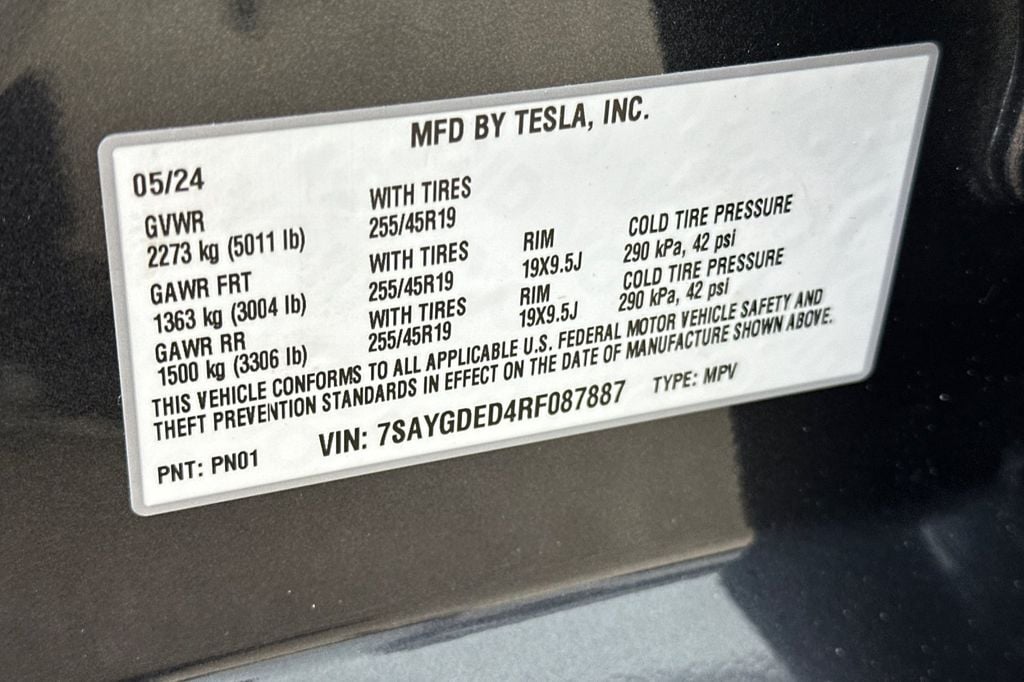 MFD BY TESLA, INC.
05/24
GVWR WITH TIRES
2273 kg (5011 lb) 255/45R19
GAWR FRT WITH TIRES RIM COLD TIRE PRESSURE
1363 kg (3004 lb) 255/45R19 19X9.5J 290 kPa, 42 psi
GAWR RR WITH TIRES RIM COLD TIRE PRESSURE
1500 kg (3306 lb) 255/45R19 19X9.5J 290 kPa, 42 psi
THIS VEHICLE CONFORMS TO ALL APPLICABLE U.S. FEDERAL MOTOR VEHICLE SAFETY AND
THEFT PREVENTION STANDARDS IN EFFECT ON THE DATE OF MANUFACTURE SHOWN ABOVE.
PNT: PN01 VIN: 7SAYGDED4RF087887 TYPE: MPV